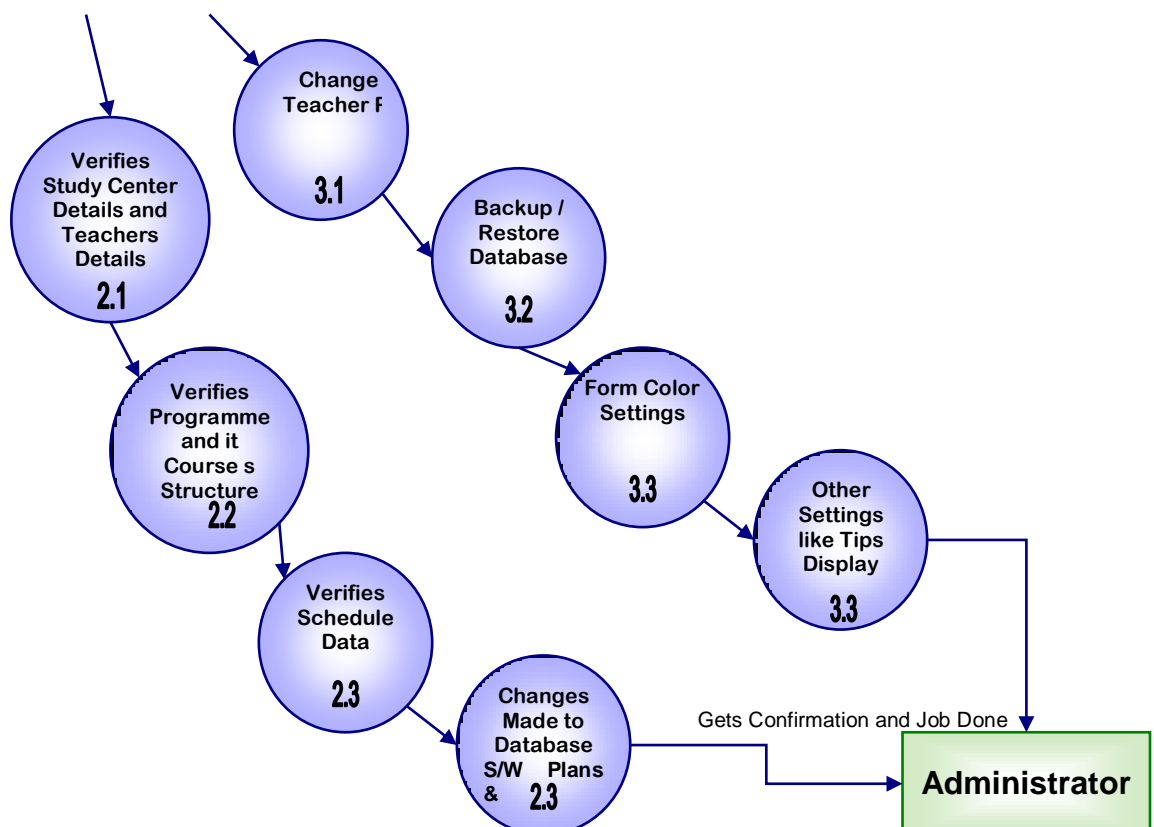 Change
Teacher
3.1
Verifies
Study Center
Details and
Teachers
Details
2.1
Backup /
Restore
Database
3.2
Verifies
Programme
and it
Course s
Structure
2.2
Form Color
Settings
3.3
Other
Settings
like Tips
Display
3.3
Verifies
Schedule
Data
2.3
Changes
Made to
Database
S/W Plans
&
2.3
Gets Confirmation and Job Done
Administrator